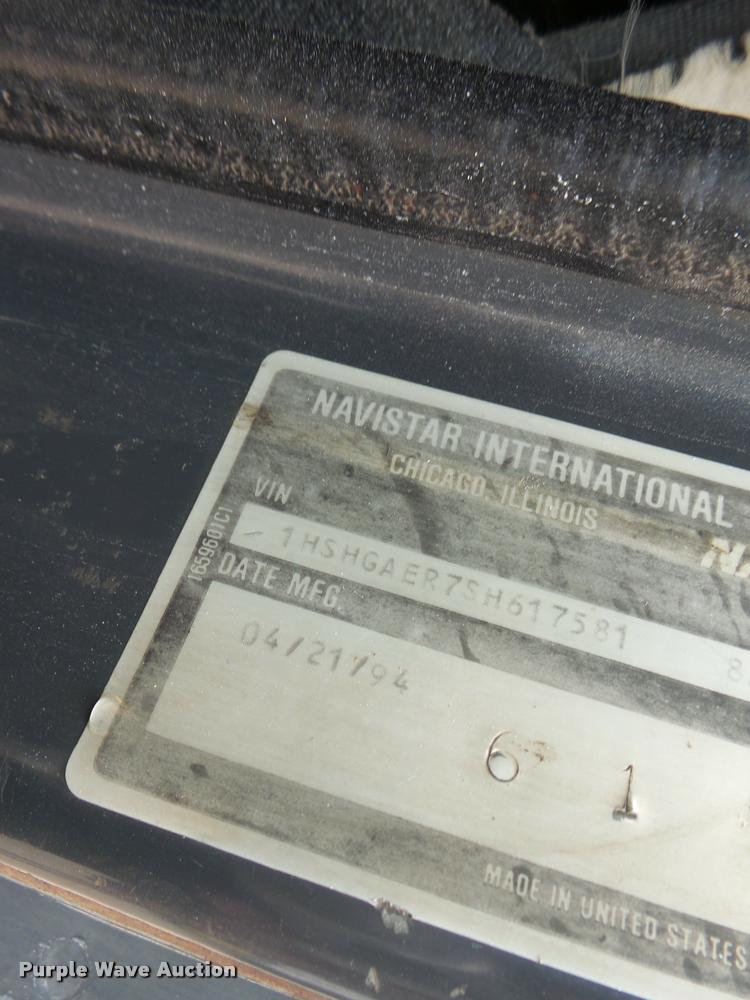 NAVISTAR INTERNATIONAL
CHICAGO, ILLINOIS
VIN
1HSHGAER7SH617581
8
1659601C1
DATE MFG.
04/21/94
6 1
MADE IN UNITED STATES
Purple Wave Auction